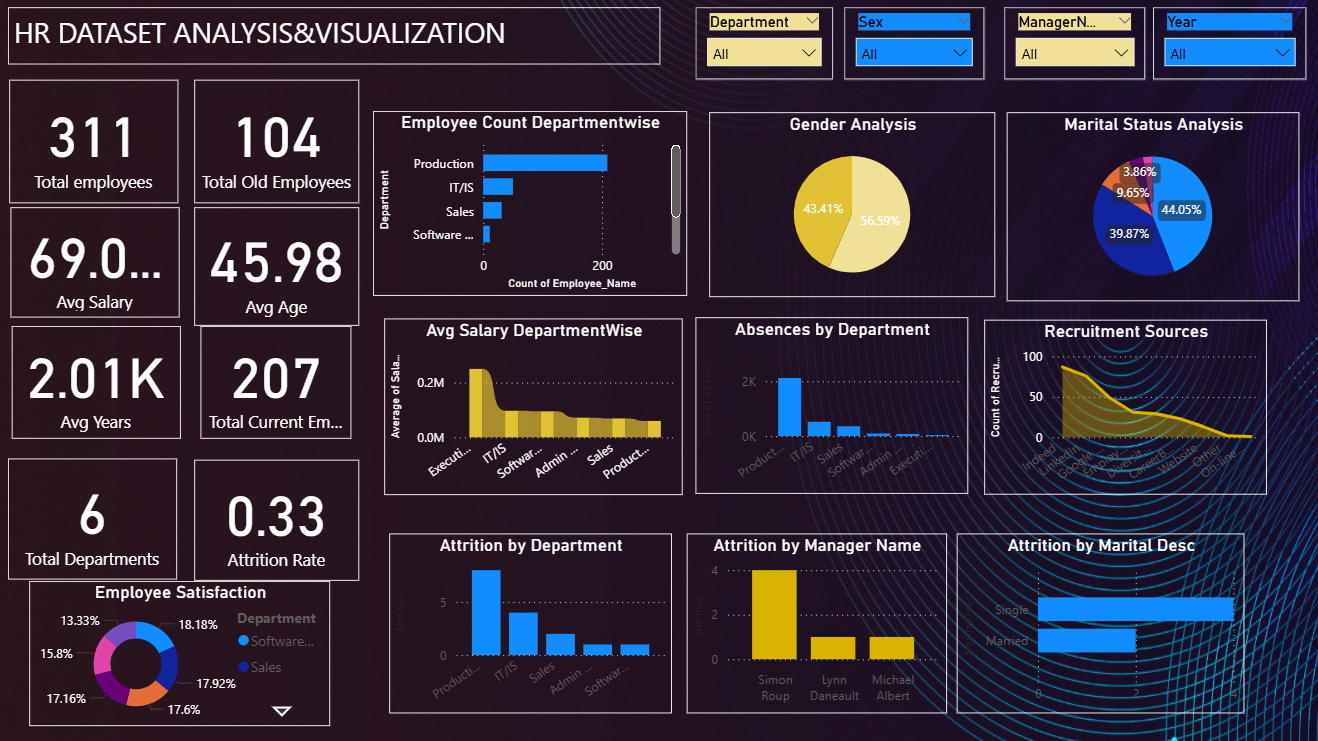 HR DATASET ANALYSIS&VISUALIZATION
Department
All
Sex
All
ManagerN...
All
Year
All
311
Total employees
104
Total Old Employees
69.0...
Avg Salary
45.98
Avg Age
2.01K
Avg Years
207
Total Current Em...
6
Total Departments
0.33
Attrition Rate
Employee Count Departmentwise
Department
Production
IT/IS
Sales
Software ...
0
200
Count of Employee_Name
Gender Analysis
43.41%
56.59%
Marital Status Analysis
3.86%
9.65%
44.05%
39.87%
Avg Salary DepartmentWise
Average of Sala...
0.2M
0.0M
Executi...
IT/IS
Softwar...
Admin ...
Sales
Product...
Absences by Department
Sum of Absen...
2K
0K
Product...
IT/IS
Sales
Softwar...
Admin ...
Executi...
Recruitment Sources
Count of Recru...
100
50
0
Indeed
LinkedIn
Google ...
Employ...
Diversit...
CareerB...
Website
Other
On-line...
Employee Satisfaction
13.33%
18.18%
15.8%
17.92%
17.16%
17.6%
Department
Software...
Sales
Attrition by Department
Attrition
5
0
Producti...
IT/IS
Sales
Admin ...
Softwar...
Attrition by Manager Name
Attrition
4
2
0
Simon
Roup
Lynn
Daneault
Michael
Albert
Attrition by Marital Desc
Single
Married
0
2
4